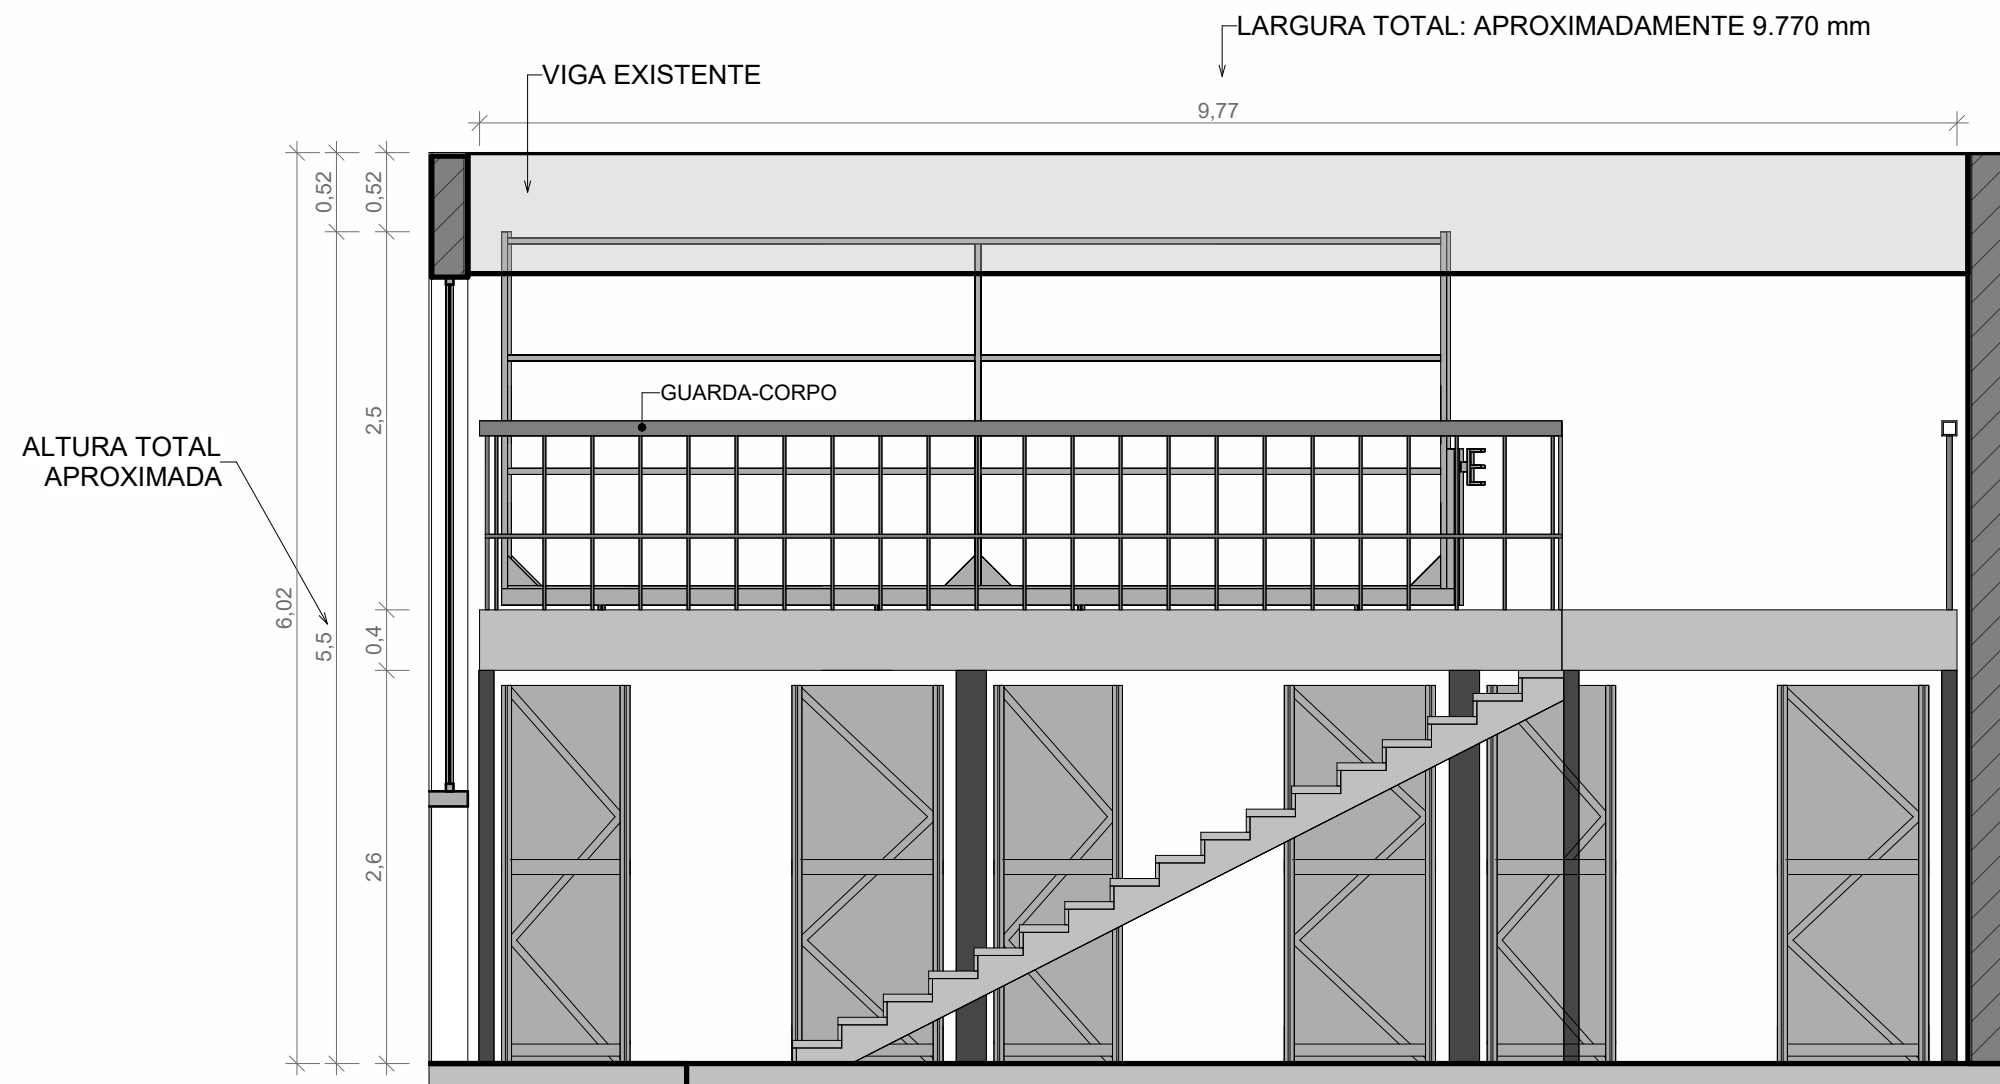 LARGURA TOTAL: APROXIMADAMENTE 9.770 mm
VIGA EXISTENTE
9,77
0,52
0,52
GUARDA-CORPO
2,5
ALTURA TOTAL
APROXIMADA
6,02
5,5
0,4
2,6